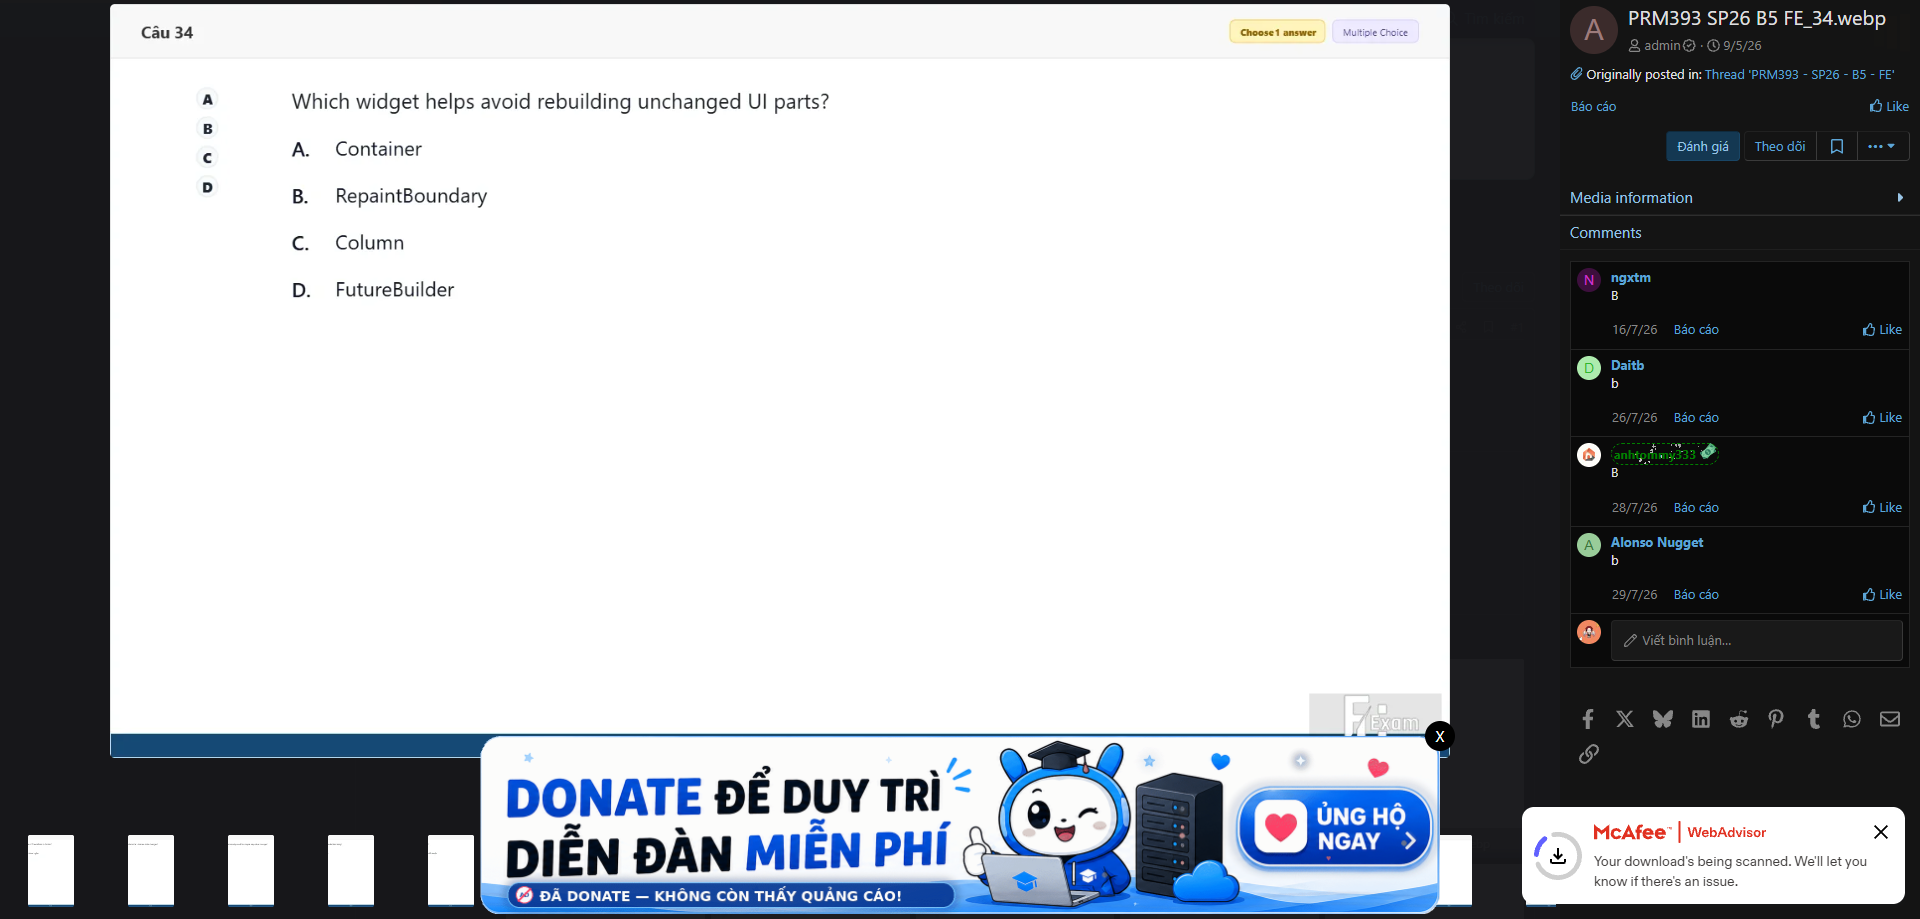 Câu 34
Choose 1 answer
Multiple Choice
A
B
C
D
Which widget helps avoid rebuilding unchanged UI parts?
A. Container
B. RepaintBoundary
C. Column
D. FutureBuilder
Exam
X
DONATE ĐỂ DUY TRÌ
DIỄN ĐÀN MIỄN PHÍ
ĐÃ DONATE — KHÔNG CÒN THẤY QUẢNG CÁO!
ỦNG HỘ
NGAY
A
PRM393 SP26 B5 FE_34.webp
admin · 9/5/26
Originally posted in: Thread 'PRM393 - SP26 - B5 - FE'
Báo cáo
Like
Đánh giá
Theo dõi
Media information
Comments
N
ngxtm
B
16/7/26 Báo cáo Like
D
Daitb
b
26/7/26 Báo cáo Like
anhtommy333
B
28/7/26 Báo cáo Like
A
Alonso Nugget
b
29/7/26 Báo cáo Like
Viết bình luận...
McAfee™ | WebAdvisor
Your download's being scanned. We'll let you
know if there's an issue.